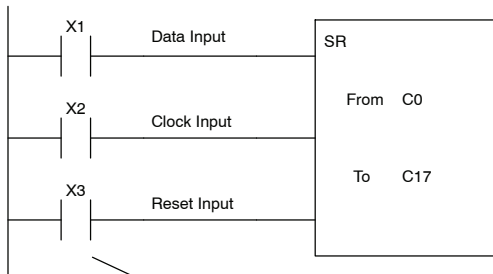 X1
Data Input
SR
X2
From C0
Clock Input
To C17
X3
Reset Input